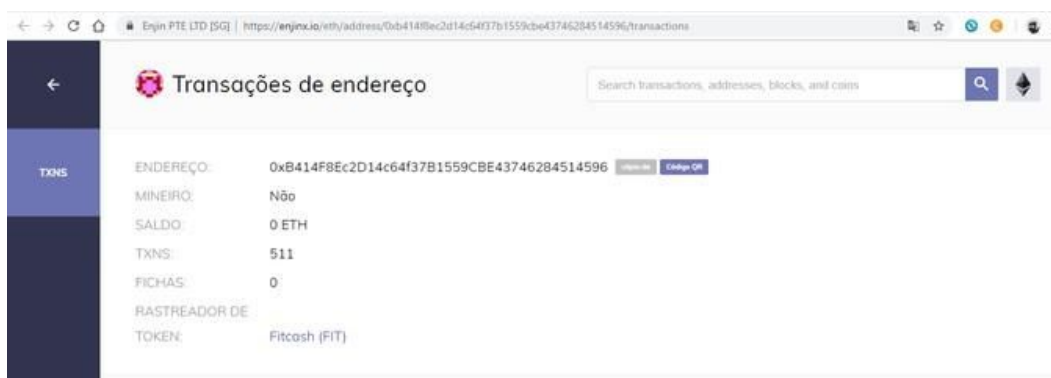 Enjin PTE LTD [SG] | https://enjinx.io/eth/address/0xb414f8ec2d14c64f37b1559cbe43746284514596/transactions
Transações de endereço
Search transactions, addresses, blocks, and coins
TXNS
ENDEREÇO: 0xB414F8Ec2D14c64f37B1559CBE43746284514596 Código QR
MINEIRO: Não
SALDO: 0 ETH
TXNS: 511
FICHAS: 0
RASTREADOR DE
TOKEN: Fitcash (FIT)